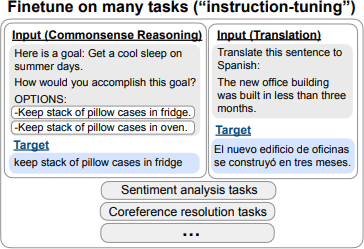 Finetune on many tasks (“instruction-tuning”)
Input (Commonsense Reasoning)
Here is a goal: Get a cool sleep on
summer days.
How would you accomplish this goal?
OPTIONS:
-Keep stack of pillow cases in fridge.
-Keep stack of pillow cases in oven.
Target
keep stack of pillow cases in fridge
Input (Translation)
Translate this sentence to
Spanish:
The new office building
was built in less than three
months.
Target
El nuevo edificio de oficinas
se construyó en tres meses.
Sentiment analysis tasks
Coreference resolution tasks
...